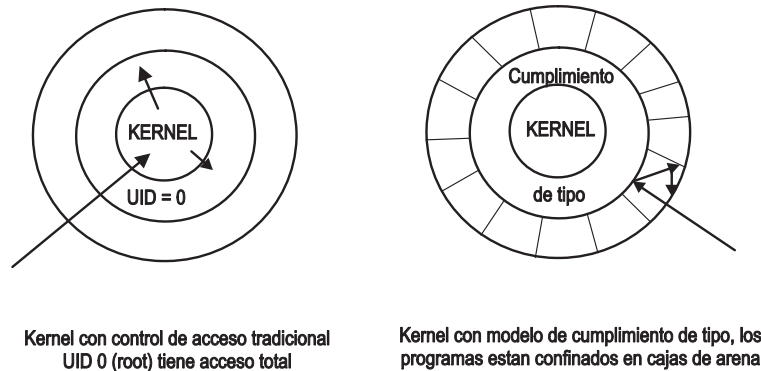 KERNEL
UID = 0
Cumplimiento
KERNEL
de tipo
Kernel con control de acceso tradicional
UID 0 (root) tiene acceso total
Kernel con modelo de cumplimiento de tipo, los
programas estan confinados en cajas de arena